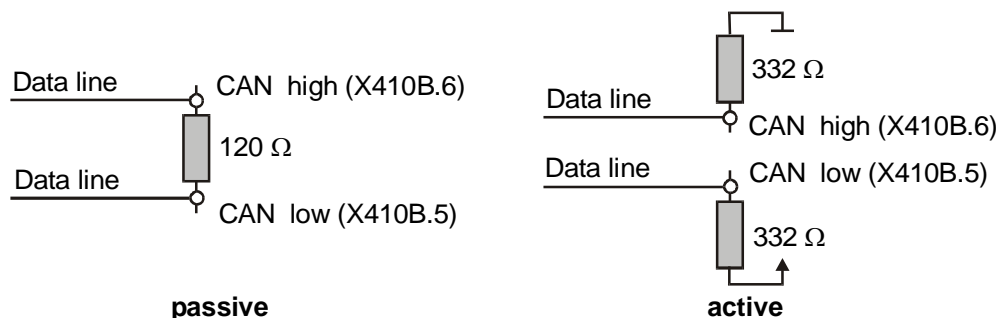 Data line
CAN high (X410B.6)
120 Ω
Data line
CAN low (X410B.5)
passive
332 Ω
Data line
CAN high (X410B.6)
Data line
CAN low (X410B.5)
332 Ω
active